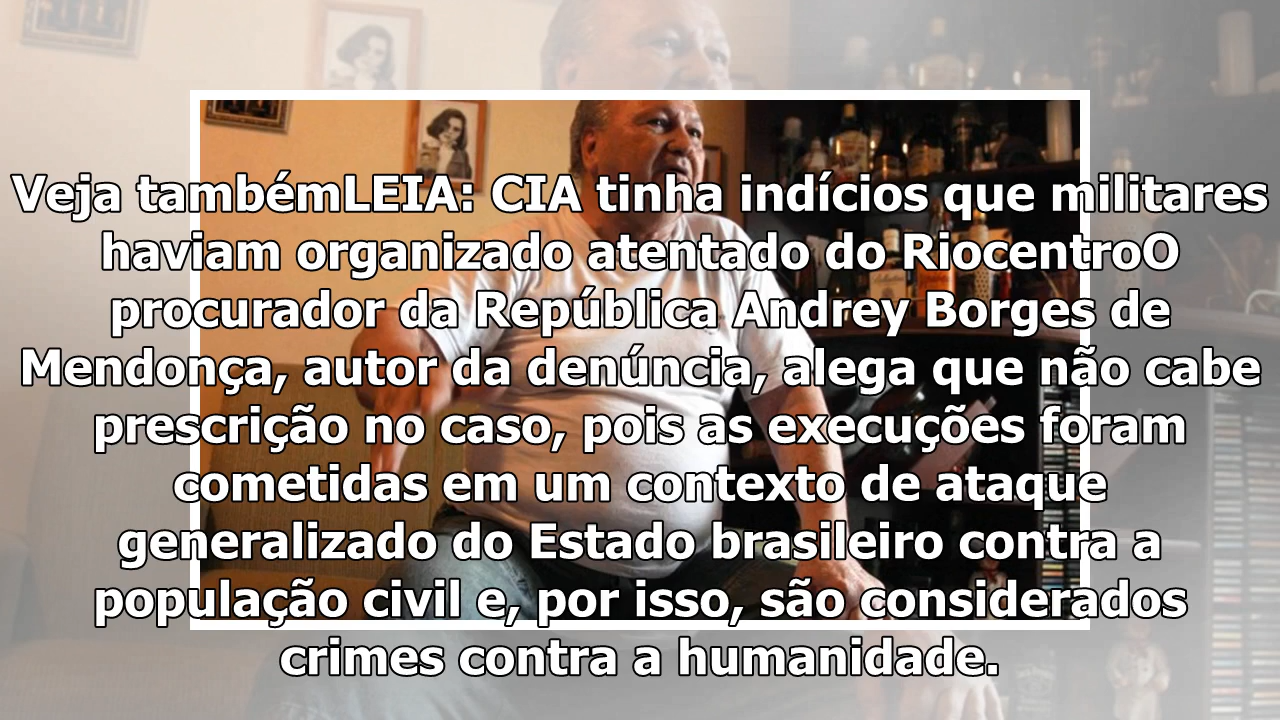 Veja tambémLEIA: CIA tinha indícios que militares
haviam organizado atentado do RiocentroO
procurador da República Andrey Borges de
Mendonça, autor da denúncia, alega que não cabe
prescrição no caso, pois as execuções foram
cometidas em um contexto de ataque
generalizado do Estado brasileiro contra a
população civil e, por isso, são considerados
crimes contra a humanidade.